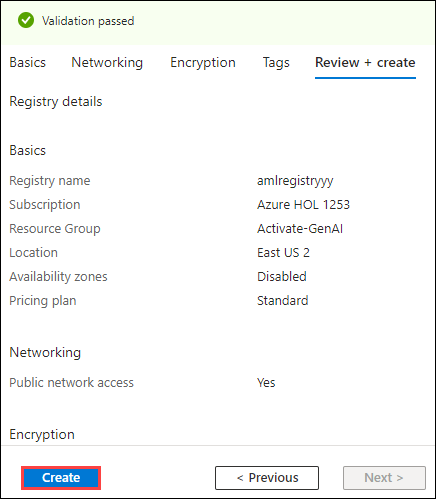 Validation passed
Basics Networking Encryption Tags Review + create
Registry details
Basics
Registry name amlregistryyy
Subscription Azure HOL 1253
Resource Group Activate-GenAI
Location East US 2
Availability zones Disabled
Pricing plan Standard
Networking
Public network access Yes
Encryption
Create < Previous Next >